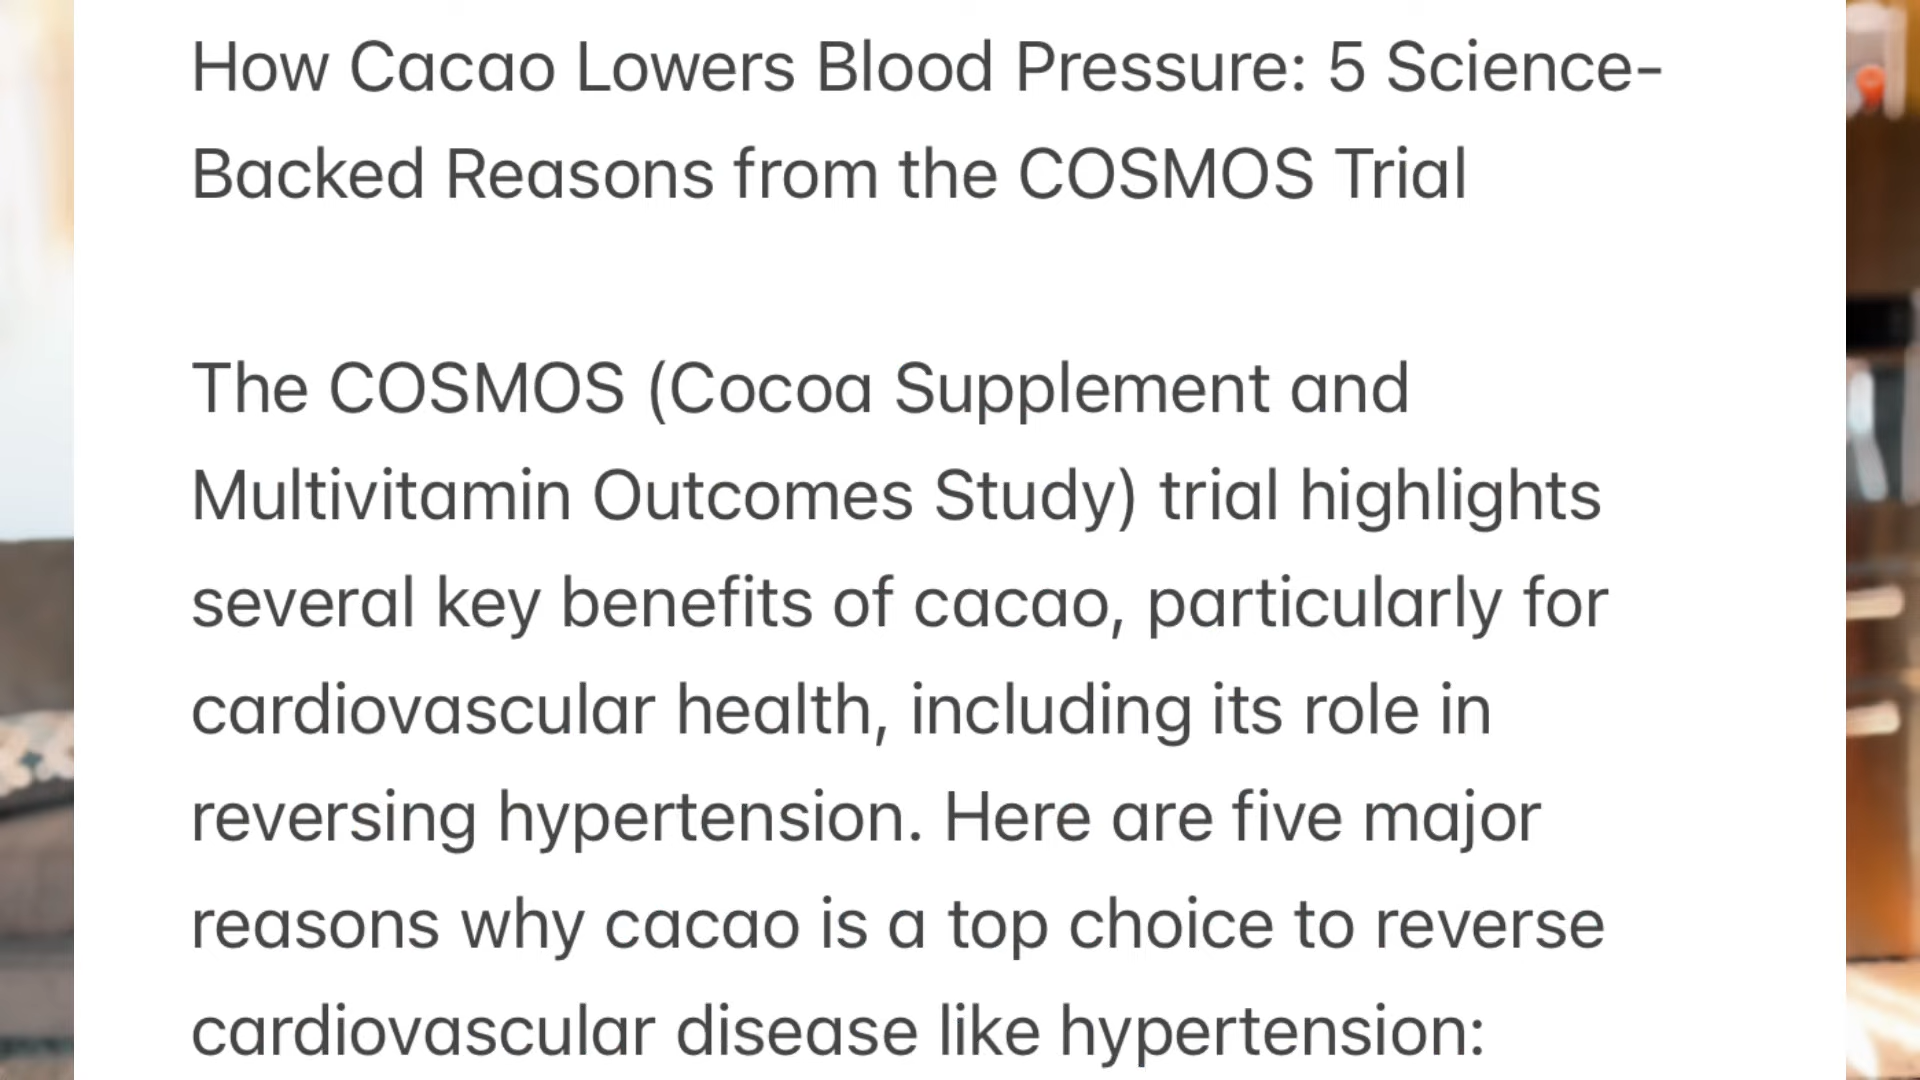 How Cacao Lowers Blood Pressure: 5 Science-
Backed Reasons from the COSMOS Trial
The COSMOS (Cocoa Supplement and
Multivitamin Outcomes Study) trial highlights
several key benefits of cacao, particularly for
cardiovascular health, including its role in
reversing hypertension. Here are five major
reasons why cacao is a top choice to reverse
cardiovascular disease like hypertension: